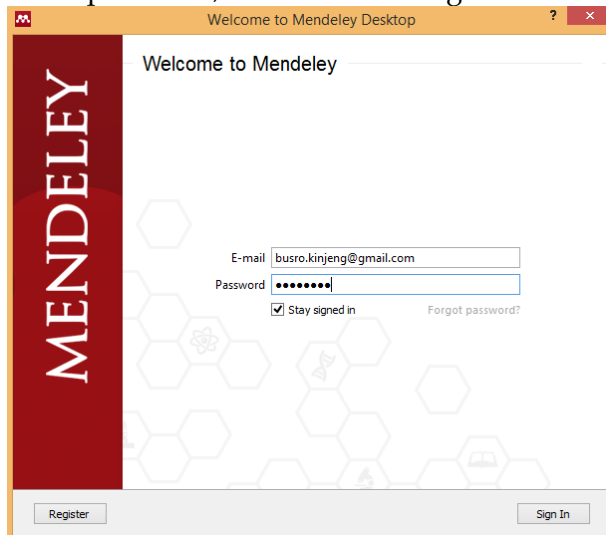 Welcome to Mendeley Desktop ? ×
MENDELEY
Welcome to Mendeley
E-mail busro.kinjeng@gmail.com
Password ●●●●●●●●
Stay signed in Forgot password?
Register Sign In